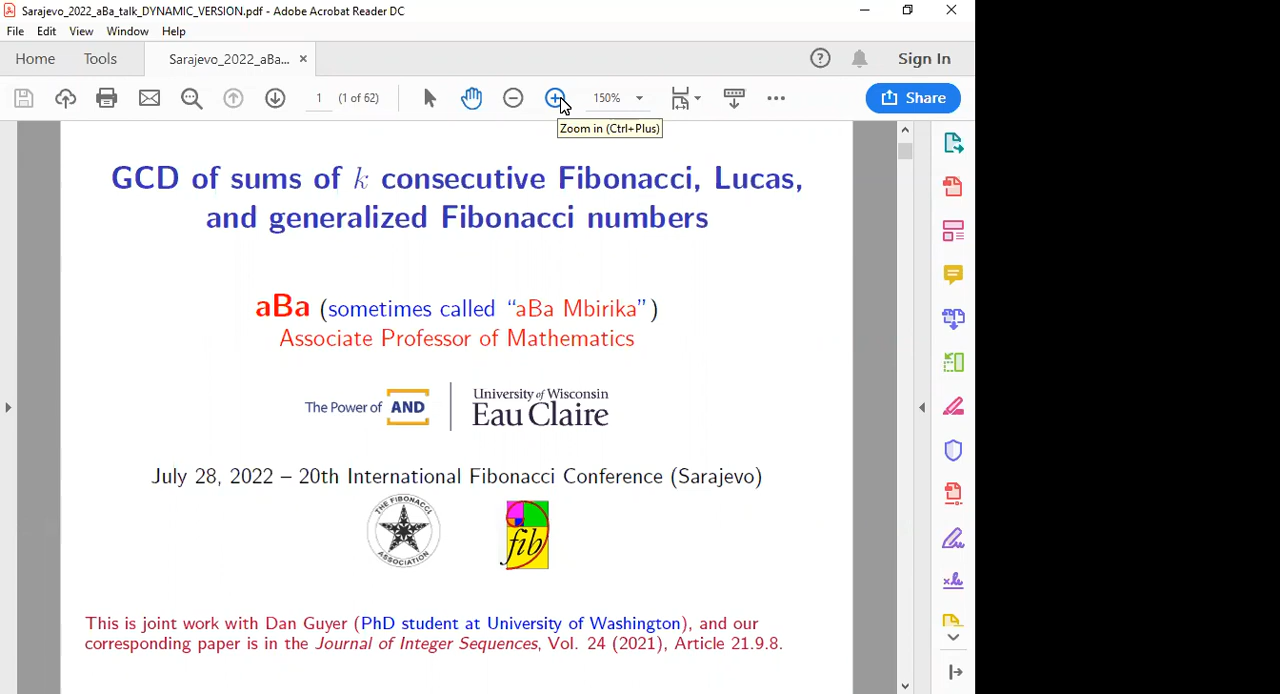 Sarajevo_2022_aBa_talk_DYNAMIC_VERSION.pdf - Adobe Acrobat Reader DC
File Edit View Window Help
Home Tools Sarajevo_2022_aBa... × Sign In
1 (1 of 62) 150% Share
Zoom in (Ctrl+Plus)
GCD of sums of k consecutive Fibonacci, Lucas,
and generalized Fibonacci numbers
aBa (sometimes called “aBa Mbirika”)
Associate Professor of Mathematics
The Power of AND University of Wisconsin
Eau Claire
July 28, 2022 – 20th International Fibonacci Conference (Sarajevo)
THE FIBONACCI
ASSOCIATION
fib
This is joint work with Dan Guyer (PhD student at University of Washington), and our
corresponding paper is in the Journal of Integer Sequences, Vol. 24 (2021), Article 21.9.8.